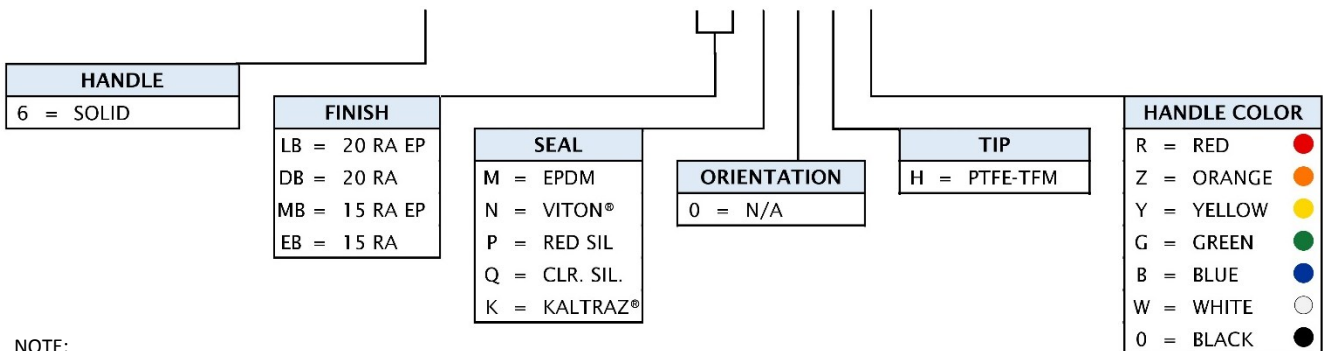 HANDLE
6 = SOLID
FINISH
LB = 20 RA EP
DB = 20 RA
MB = 15 RA EP
EB = 15 RA
SEAL
M = EPDM
N = VITON®
P = RED SIL
Q = CLR. SIL.
K = KALTRAZ®
ORIENTATION
0 = N/A
TIP
H = PTFE-TFM
HANDLE COLOR
R = RED
Z = ORANGE
Y = YELLOW
G = GREEN
B = BLUE
W = WHITE
0 = BLACK
NOTE: